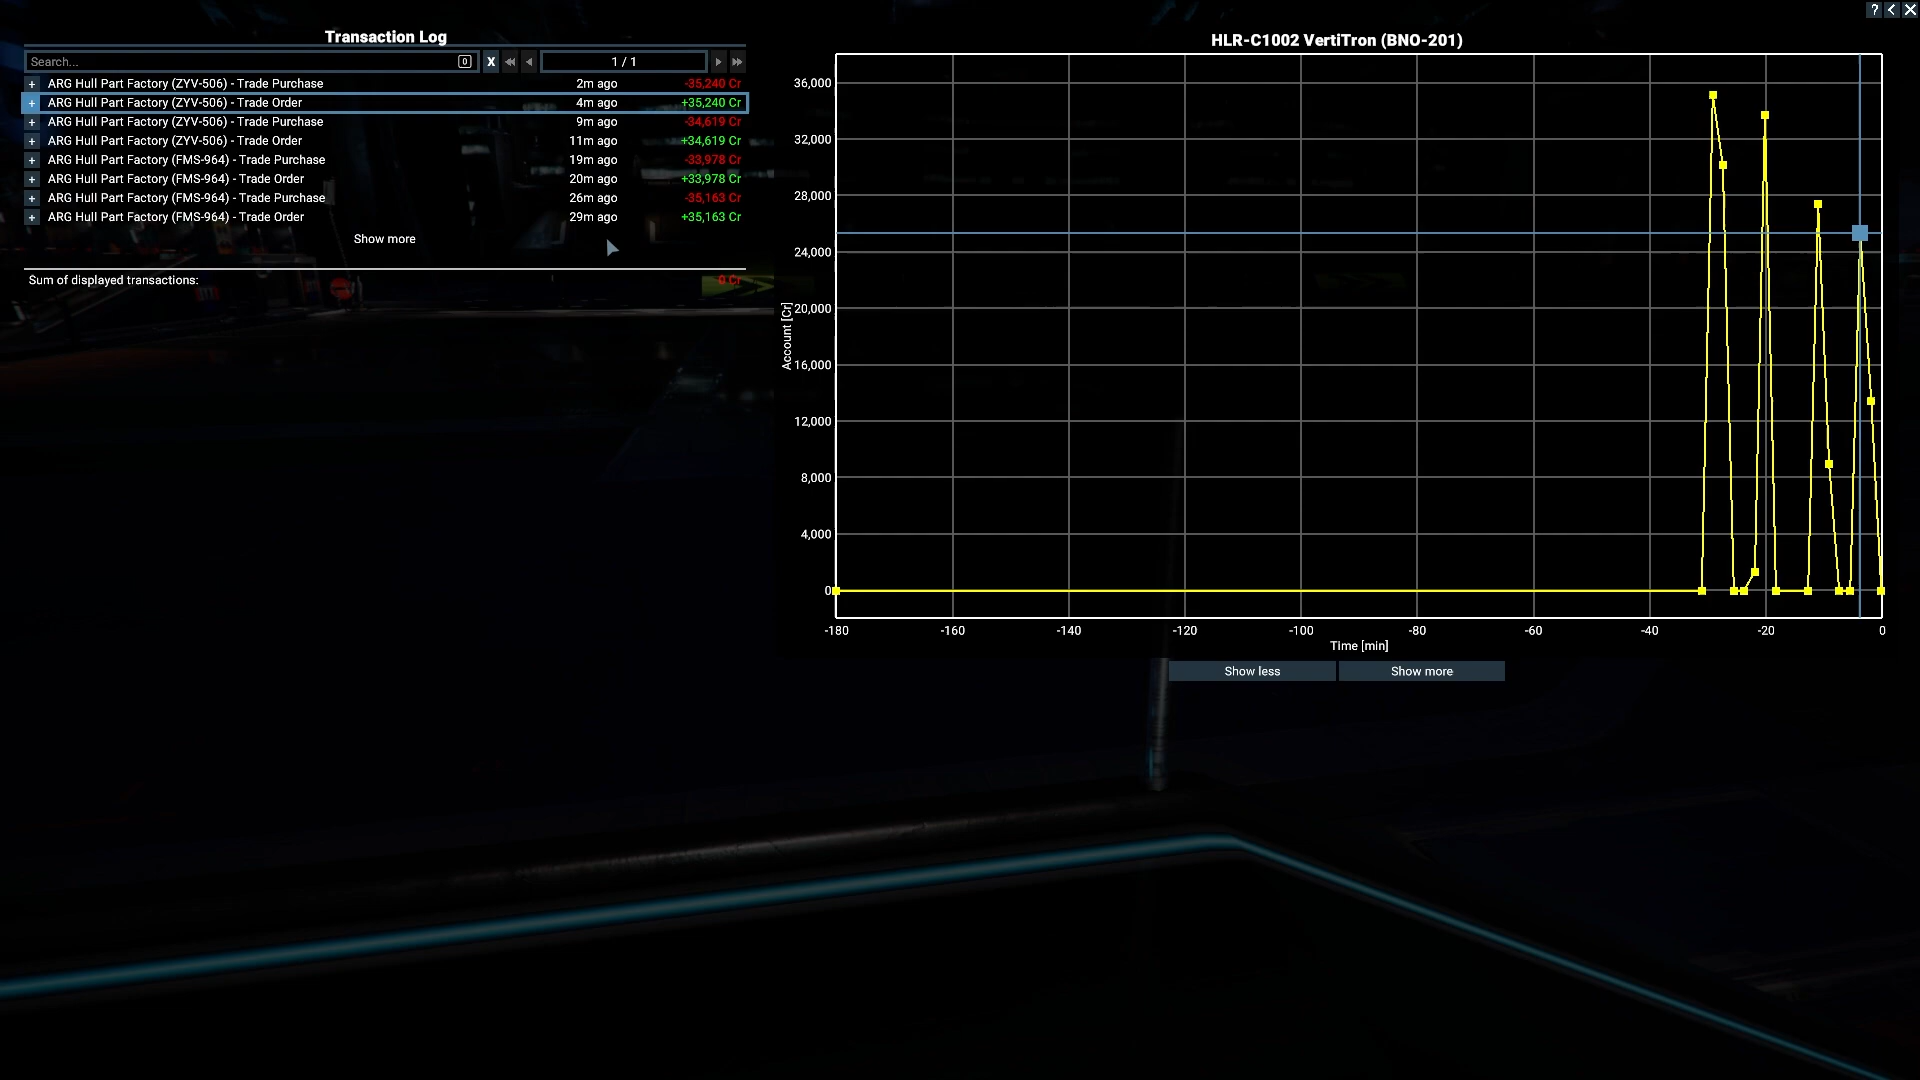 ? < X
Transaction Log
Search... 0 X 1 / 1
+ ARG Hull Part Factory (ZYV-506) - Trade Purchase 2m ago -35,240 Cr
+ ARG Hull Part Factory (ZYV-506) - Trade Order 4m ago +35,240 Cr
+ ARG Hull Part Factory (ZYV-506) - Trade Purchase 9m ago -34,619 Cr
+ ARG Hull Part Factory (ZYV-506) - Trade Order 11m ago +34,619 Cr
+ ARG Hull Part Factory (FMS-964) - Trade Purchase 19m ago -33,978 Cr
+ ARG Hull Part Factory (FMS-964) - Trade Order 20m ago +33,978 Cr
+ ARG Hull Part Factory (FMS-964) - Trade Purchase 26m ago -35,163 Cr
+ ARG Hull Part Factory (FMS-964) - Trade Order 29m ago +35,163 Cr
Show more
Sum of displayed transactions: 0 Cr
HLR-C1002 VertiTron (BNO-201)
Account [Cr]
36,000
32,000
28,000
24,000
20,000
16,000
12,000
8,000
4,000
0
-180 -160 -140 -120 -100 -80 -60 -40 -20 0
Time [min]
Show less Show more